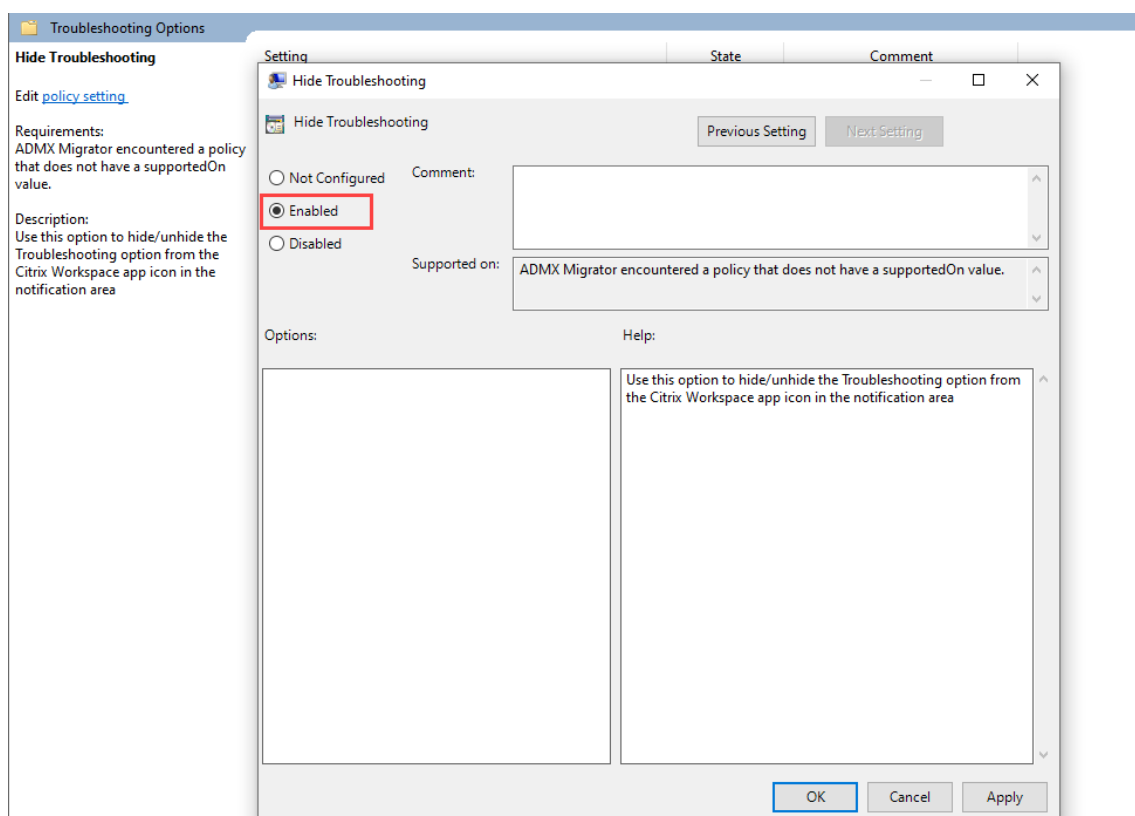 Troubleshooting Options
Hide Troubleshooting
Edit policy setting
Requirements:
ADMX Migrator encountered a policy
that does not have a supportedOn
value.
Description:
Use this option to hide/unhide the
Troubleshooting option from the
Citrix Workspace app icon in the
notification area
Setting State Comment
Hide Troubleshooting
Hide Troubleshooting
Previous Setting Next Setting
Not Configured
Enabled
Disabled
Comment:
Supported on:
ADMX Migrator encountered a policy that does not have a supportedOn value.
Options:
Help:
Use this option to hide/unhide the Troubleshooting option from
the Citrix Workspace app icon in the notification area
OK Cancel Apply